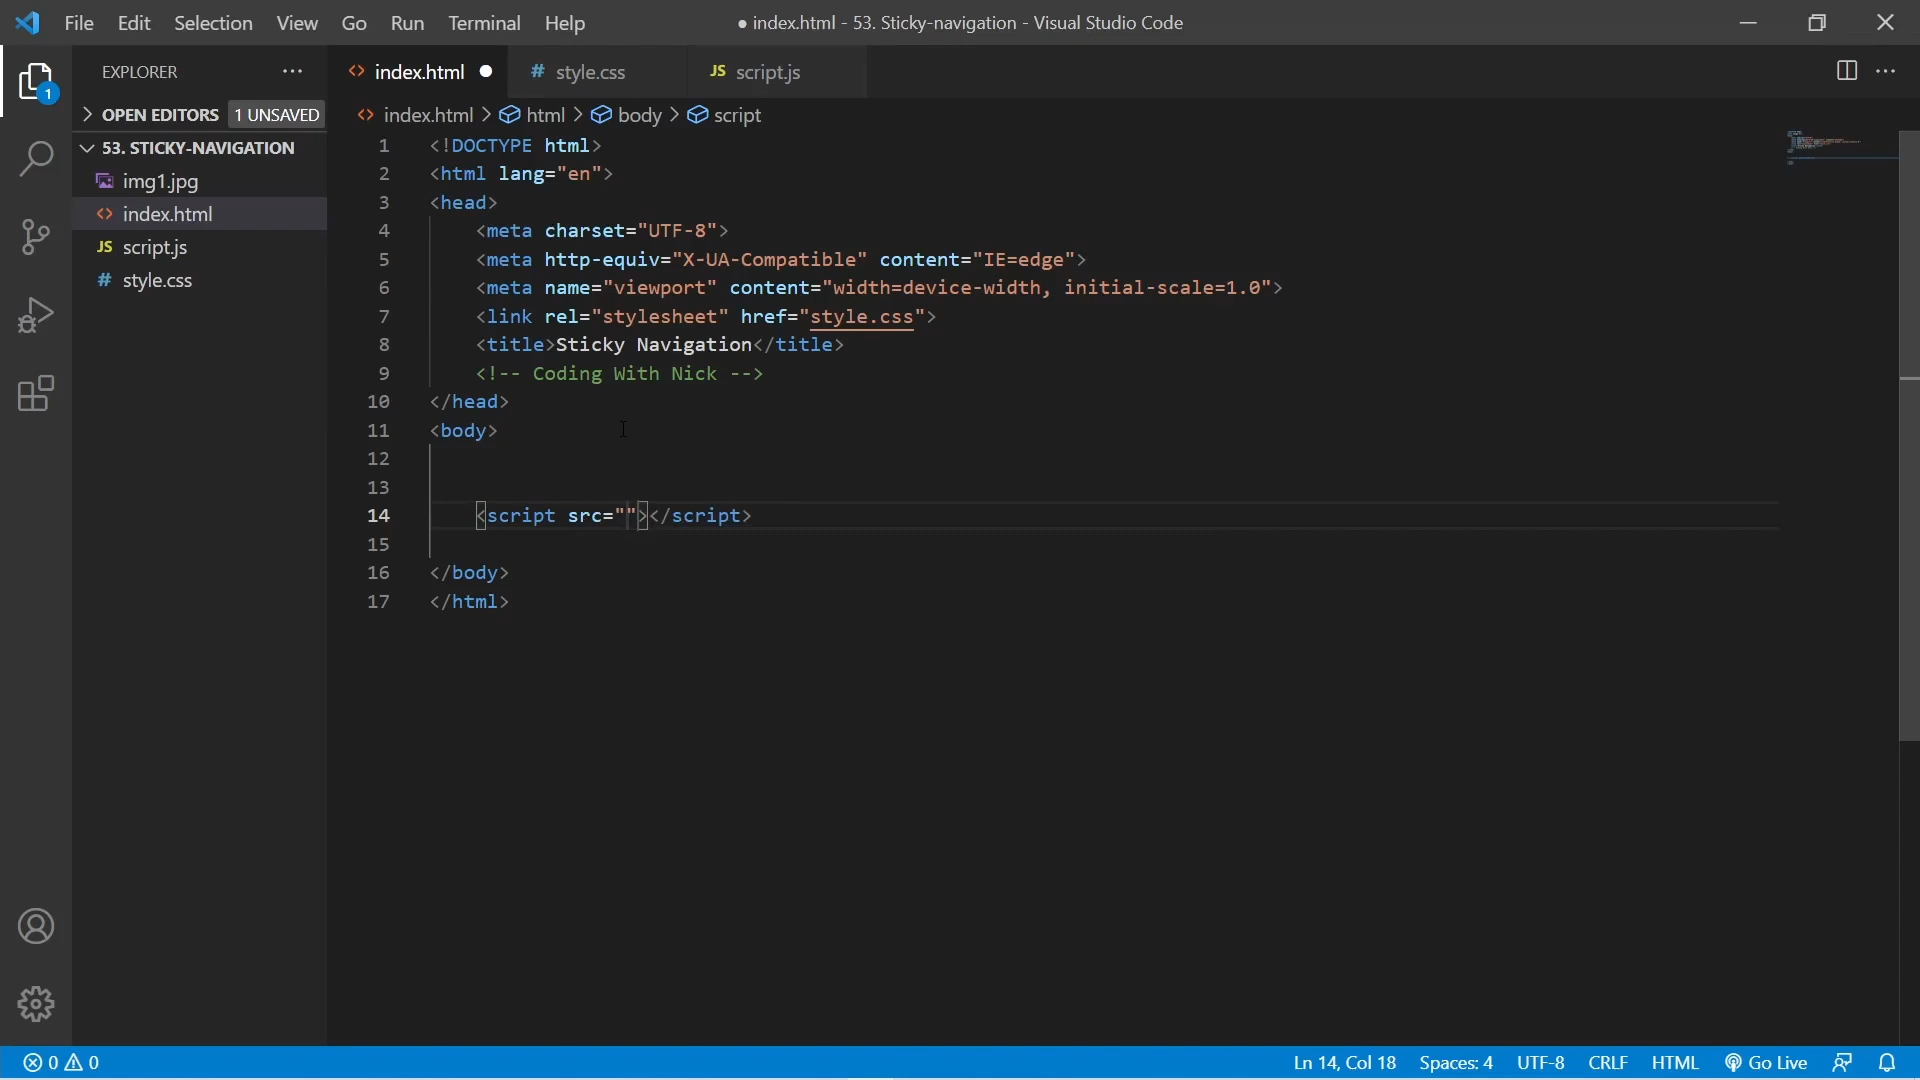 File Edit Selection View Go Run Terminal Help
● index.html - 53. Sticky-navigation - Visual Studio Code
EXPLORER
1
OPEN EDITORS 1 UNSAVED
53. STICKY-NAVIGATION
img1.jpg
<> index.html
JS script.js
# style.css
<> index.html ●
# style.css
JS script.js
<> index.html > html > body > script
1 <!DOCTYPE html>
2 <html lang="en">
3 <head>
4 <meta charset="UTF-8">
5 <meta http-equiv="X-UA-Compatible" content="IE=edge">
6 <meta name="viewport" content="width=device-width, initial-scale=1.0">
7 <link rel="stylesheet" href="style.css">
8 <title>Sticky Navigation</title>
9 <!-- Coding With Nick -->
10 </head>
11 <body>
12
13
14 <script src=""></script>
15
16 </body>
17 </html>
0 0
Ln 14, Col 18 Spaces: 4 UTF-8 CRLF HTML Go Live